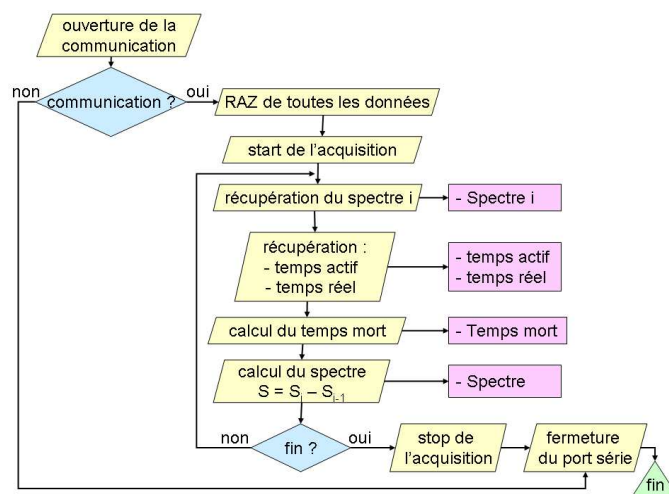 ouverture de la
communication
non
communication ?
oui
RAZ de toutes les données
start de l'acquisition
récupération du spectre i
- Spectre i
récupération :
- temps actif
- temps réel
- temps actif
- temps réel
calcul du temps mort
- Temps mort
calcul du spectre
S = Si – Si-1
- Spectre
non
fin ?
oui
stop de
l'acquisition
fermeture
du port série
fin